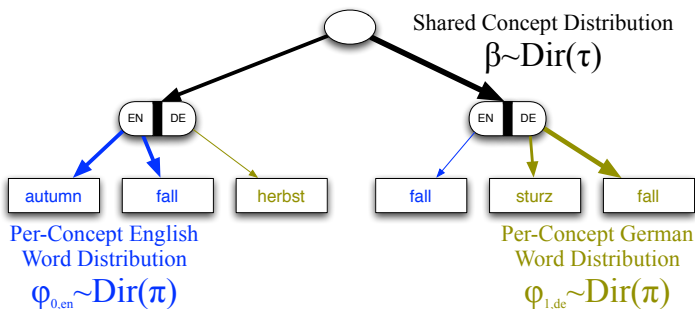 Shared Concept Distribution
β~Dir(τ)
EN DE
EN DE
autumn
fall
herbst
fall
sturz
fall
Per-Concept English
Word Distribution
φ0,en~Dir(π)
Per-Concept German
Word Distribution
φ1,de~Dir(π)